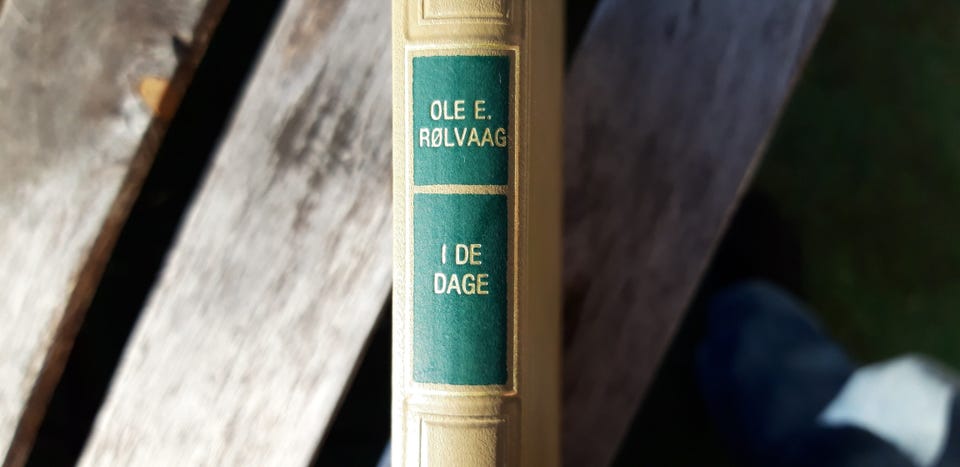 OLE E.
RØLVAAG
I DE
DAGE